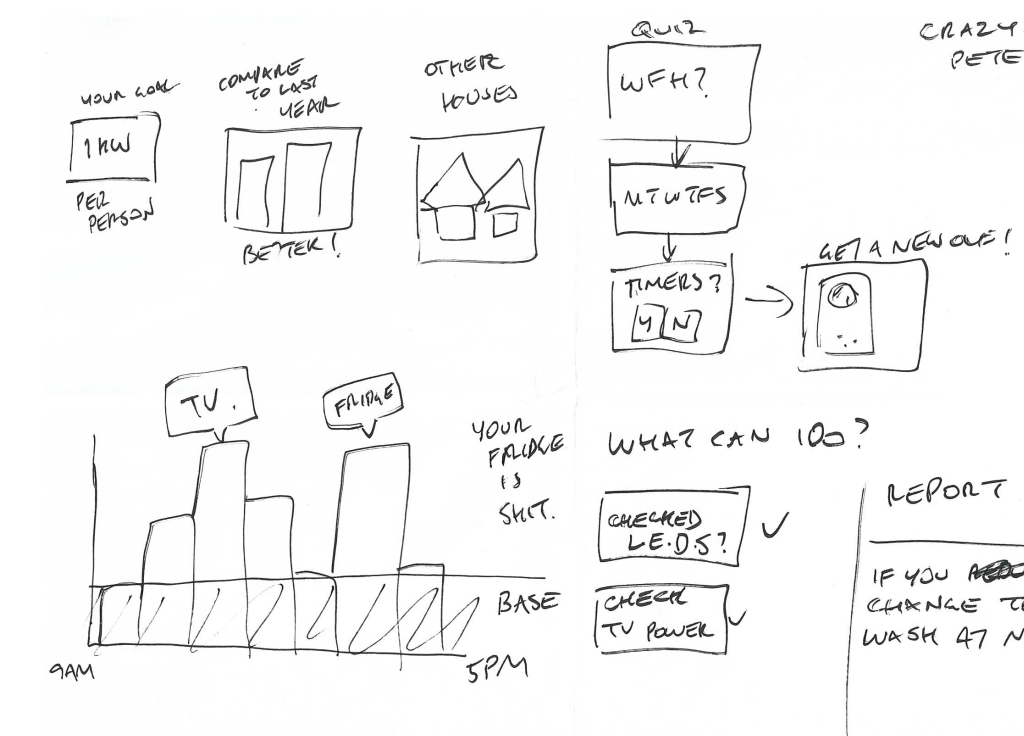 YOUR GOAL
1 KW
PER
PERSON
COMPARE
TO LAST
YEAR
BETTER!
OTHER
HOUSES
QUIZ
WFH?
MTWTFS
TIMERS?
Y N
GET A NEW ONE!
CRAZY
PETE
TV.
FRIDGE
YOUR
FRIDGE
IS
SHIT.
BASE
9AM
5PM
WHAT CAN I DO?
CHECKED
L.E.D.S?
CHECK
TV POWER
REPORT
IF YOU
CHANGE
WASH 47 N